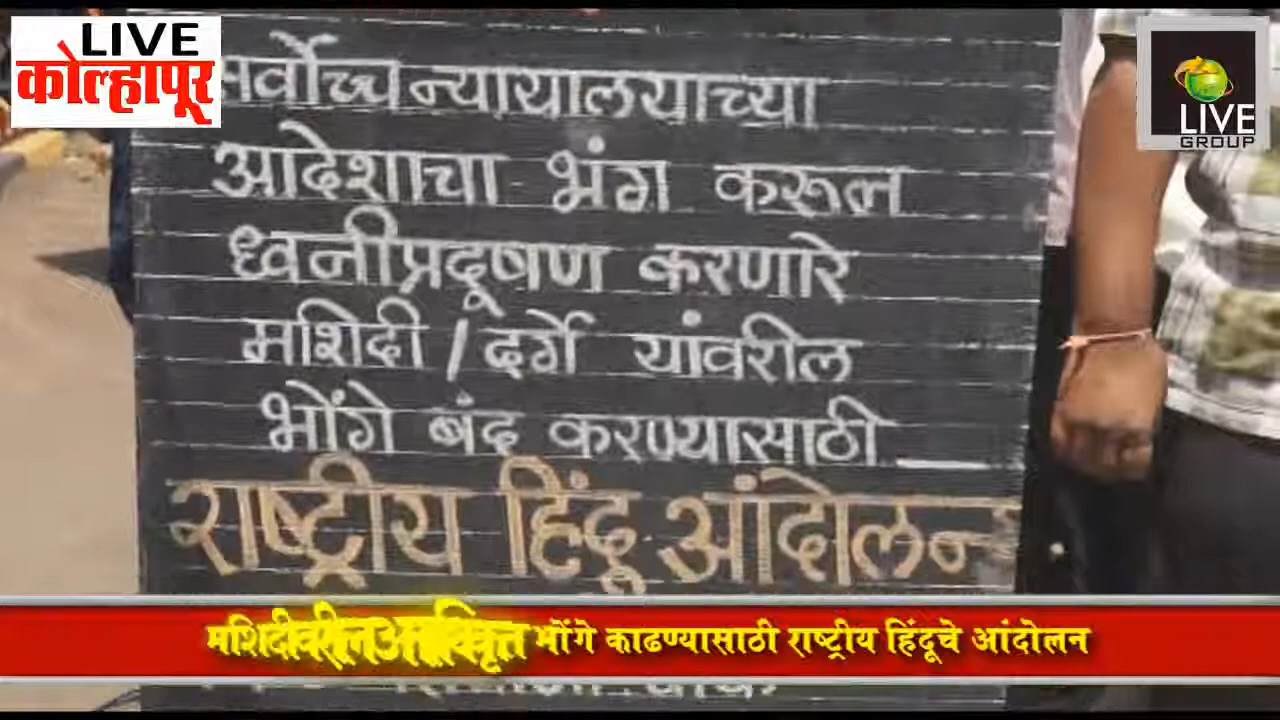 LIVE
कोल्हापूर
LIVE
GROUP
सर्वोच्च न्यायालयाच्या
आदेशाचा भंग करून
ध्वनीप्रदूषण करणारे
मशिदी / दर्गे यांवरील
भोंगे बंद करण्यासाठी
राष्ट्रीय हिंदू आंदोलन
मशिदीवरील अनधिकृत भोंगे काढण्यासाठी राष्ट्रीय हिंदूचे आंदोलन